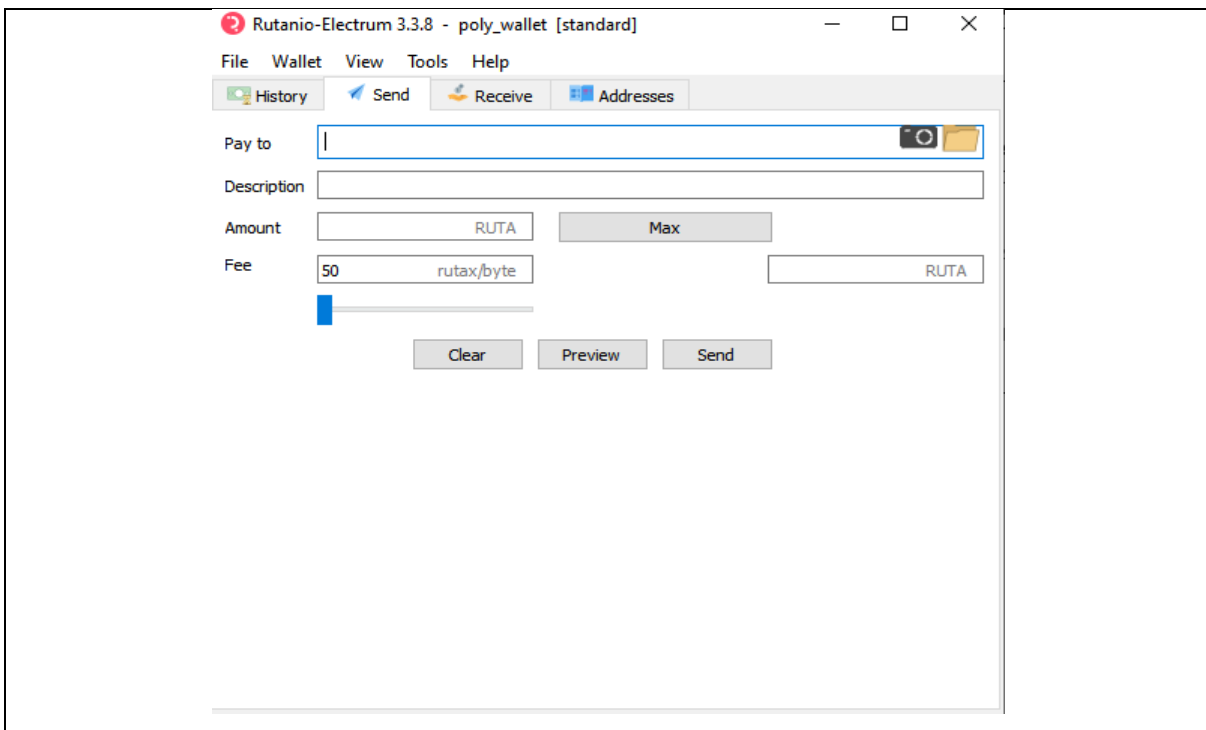 Rutanio-Electrum 3.3.8 - poly_wallet [standard]
File Wallet View Tools Help
History Send Receive Addresses
Pay to
Description
Amount RUTA Max
Fee 50 rutax/byte RUTA
Clear Preview Send